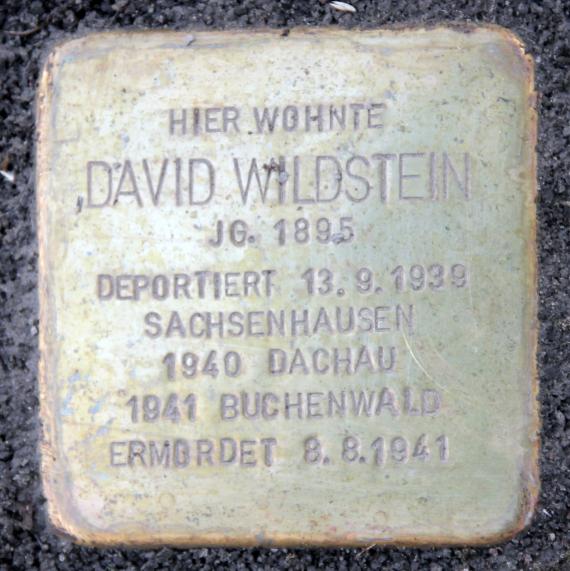 HIER WOHNTE
DAVID WILDSTEIN
JG. 1895
DEPORTIERT 13.9.1939
SACHSENHAUSEN
1940 DACHAU
1941 BUCHENWALD
ERMORDET 8.8.1941